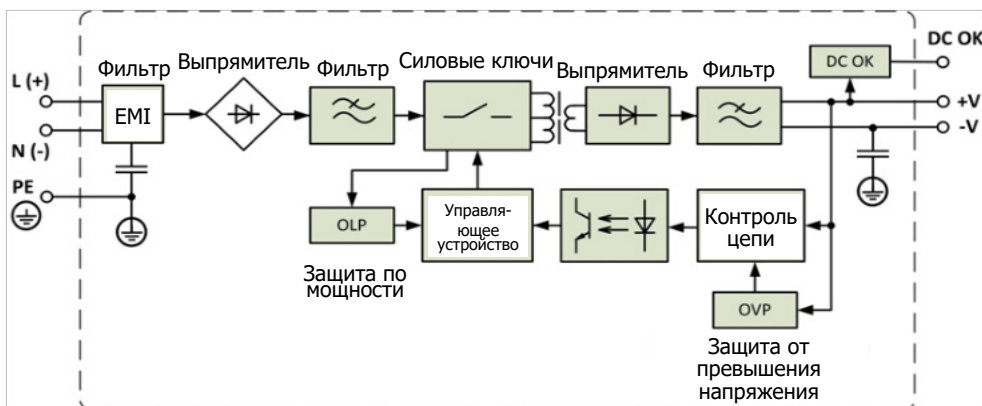 DC OK
Фильтр
Выпрямитель
Фильтр
Силовые ключи
Выпрямитель
Фильтр
DC OK
L (+)
EMI
+V
-V
N (-)
PE
OLP
Управля-
ющее
устройство
Контроль
цепи
Защита по
мощности
OVP
Защита от
превышения
напряжения